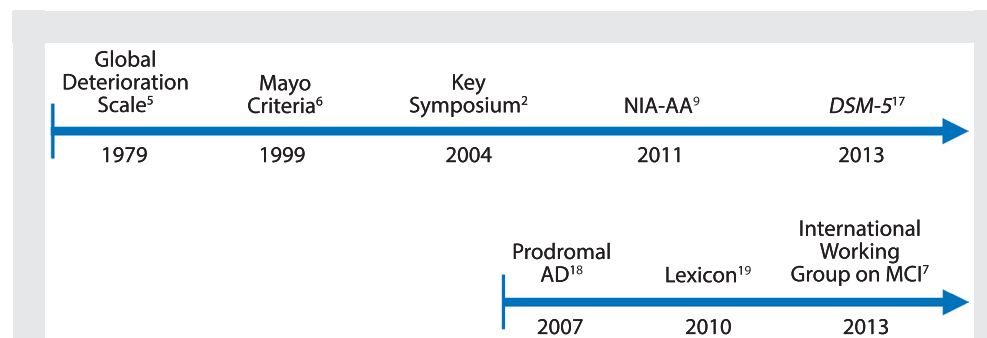 Global
Deterioration
Scale⁵
Mayo
Criteria⁶
Key
Symposium²
NIA-AA⁹
DSM-5¹⁷
1979
1999
2004
2011
2013
Prodromal
AD¹⁸
Lexicon¹⁹
International
Working
Group on MCI⁷
2007
2010
2013